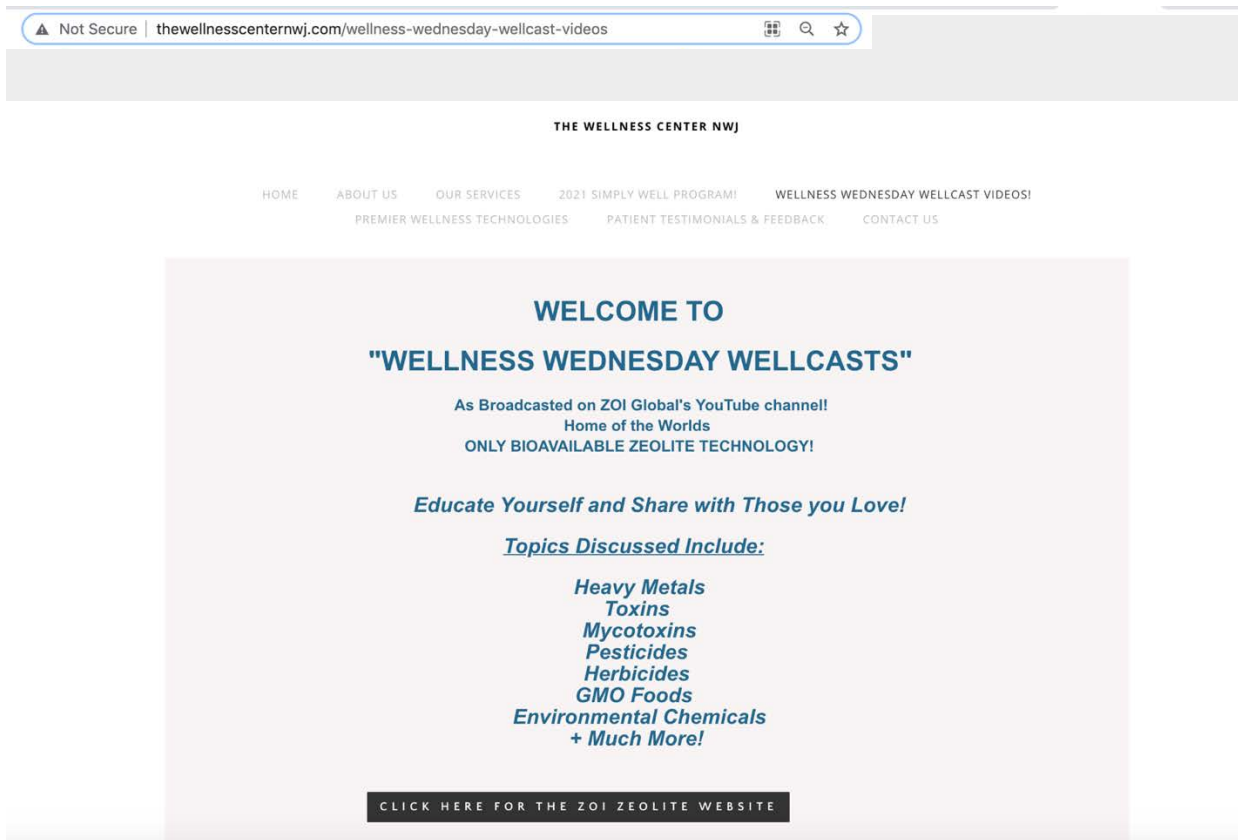 Not Secure | thewellnesscenternwj.com/wellness-wednesday-wellcast-videos
THE WELLNESS CENTER NWJ
HOME ABOUT US OUR SERVICES 2021 SIMPLY WELL PROGRAM! WELLNESS WEDNESDAY WELLCAST VIDEOS!
PREMIER WELLNESS TECHNOLOGIES PATIENT TESTIMONIALS & FEEDBACK CONTACT US
WELCOME TO
"WELLNESS WEDNESDAY WELLCASTS"
As Broadcasted on ZOI Global's YouTube channel!
Home of the Worlds
ONLY BIOAVAILABLE ZEOLITE TECHNOLOGY!
Educate Yourself and Share with Those you Love!
Topics Discussed Include:
Heavy Metals
Toxins
Mycotoxins
Pesticides
Herbicides
GMO Foods
Environmental Chemicals
+ Much More!
CLICK HERE FOR THE ZOI ZEOLITE WEBSITE